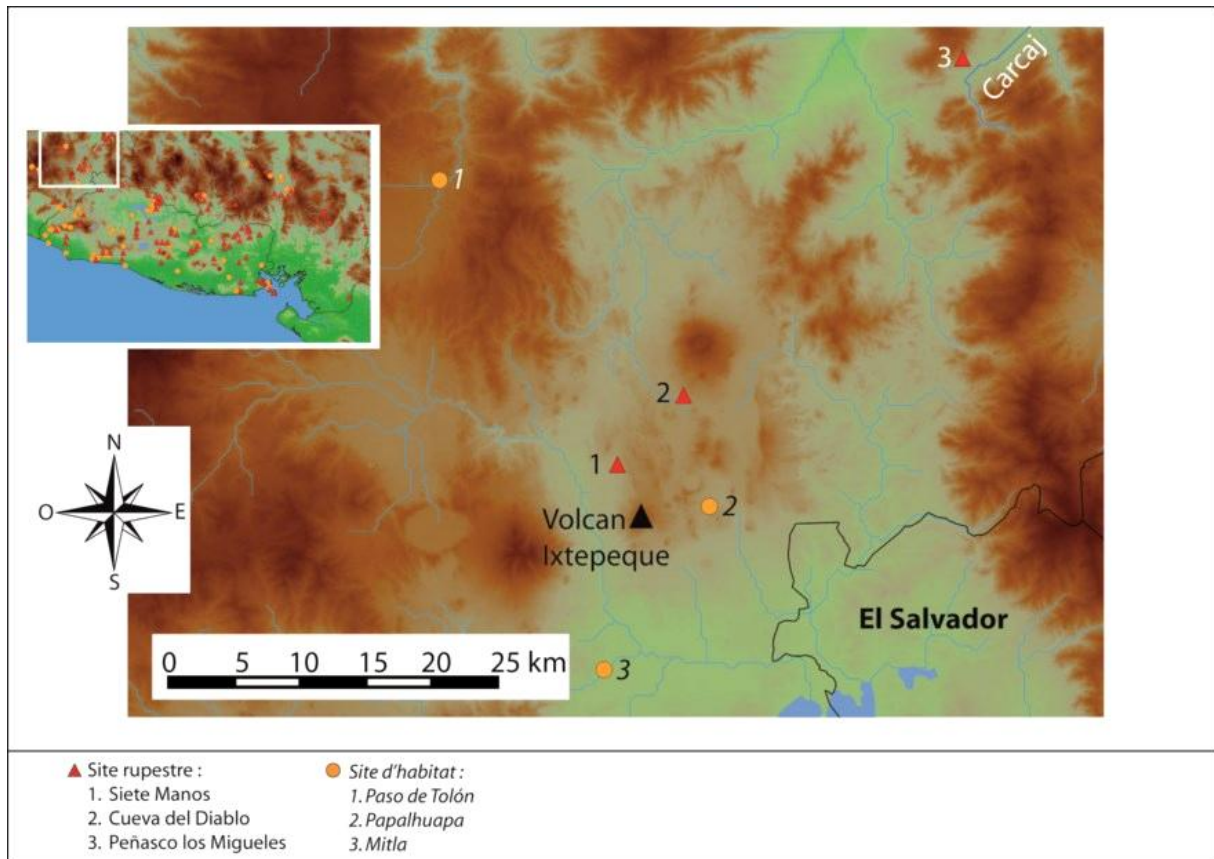 3
Carcaj
1
2
1
2
Volcan
Ixtepeque
N
O E
S
El Salvador
0 5 10 15 20 25 km
3
Site rupestre :
1. Siete Manos
2. Cueva del Diablo
3. Peñasco los Migueles
Site d'habitat :
1. Paso de Tolón
2. Papalhuapa
3. Mitla